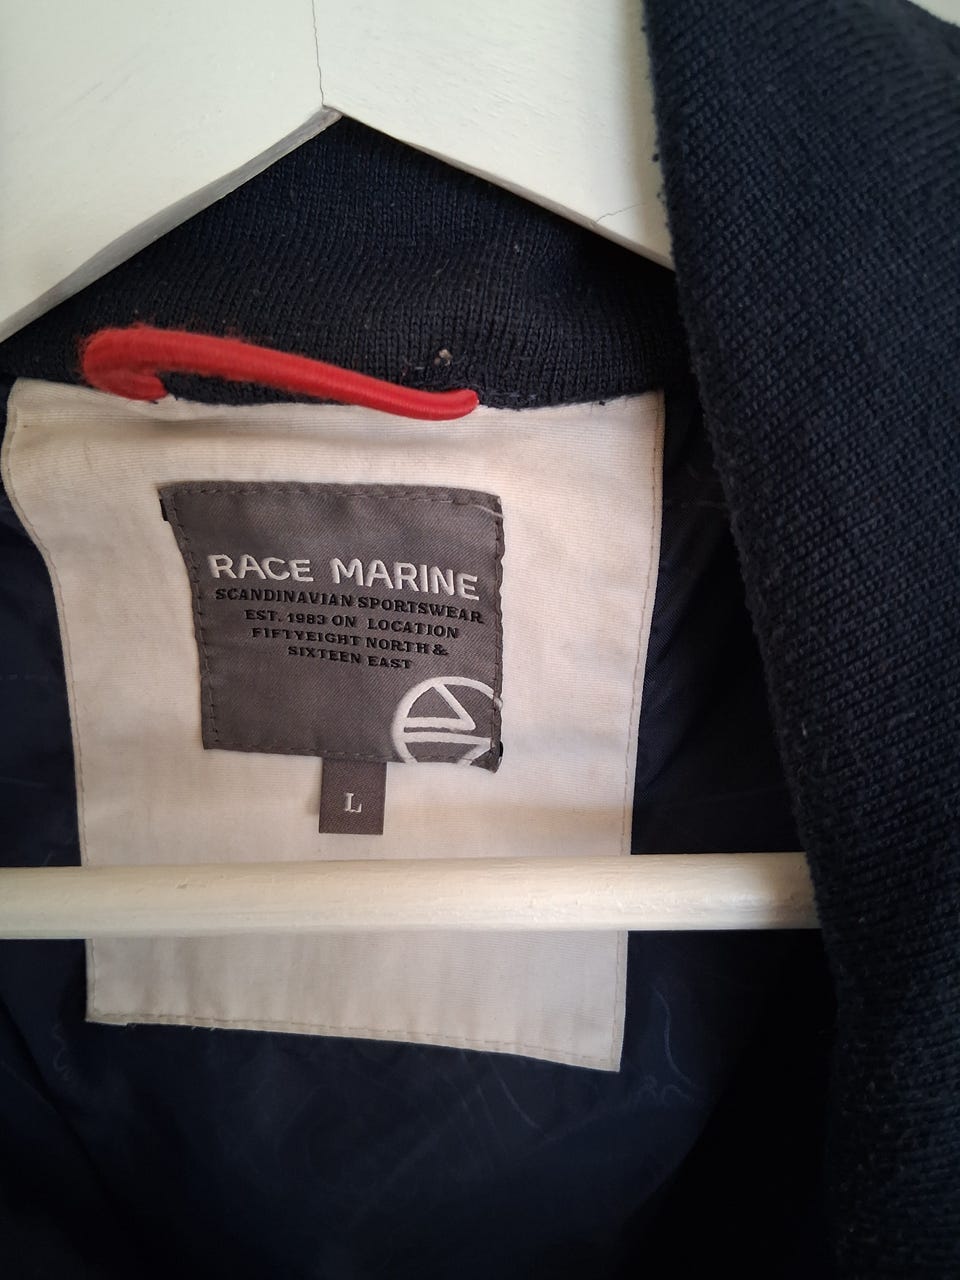 RACE MARINE
SCANDINAVIAN SPORTSWEAR
EST. 1983 ON LOCATION
FIFTYEIGHT NORTH &
SIXTEEN EAST
L